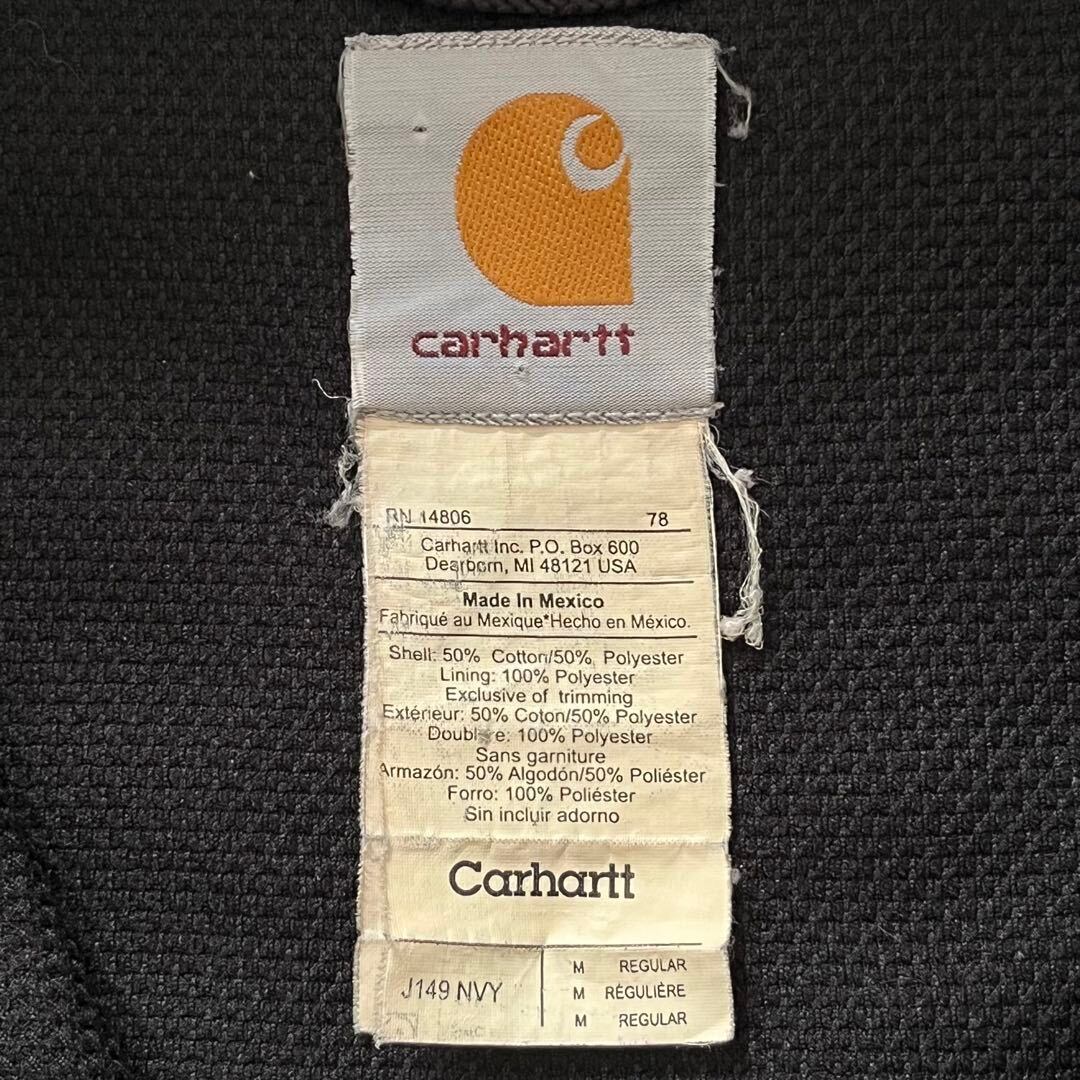 carhartt
RN 14806 78
Carhartt Inc. P.O. Box 600
Dearborn, MI 48121 USA
Made In Mexico
Fabriqué au Mexique*Hecho en México.
Shell: 50% Cotton/50% Polyester
Lining: 100% Polyester
Exclusive of trimming
Extérieur: 50% Coton/50% Polyester
Doublure: 100% Polyester
Sans garniture
Armazón: 50% Algodón/50% Poliéster
Forro: 100% Poliéster
Sin incluir adorno
Carhartt
J149 NVY
M REGULAR
M RÉGULIÈRE
M REGULAR